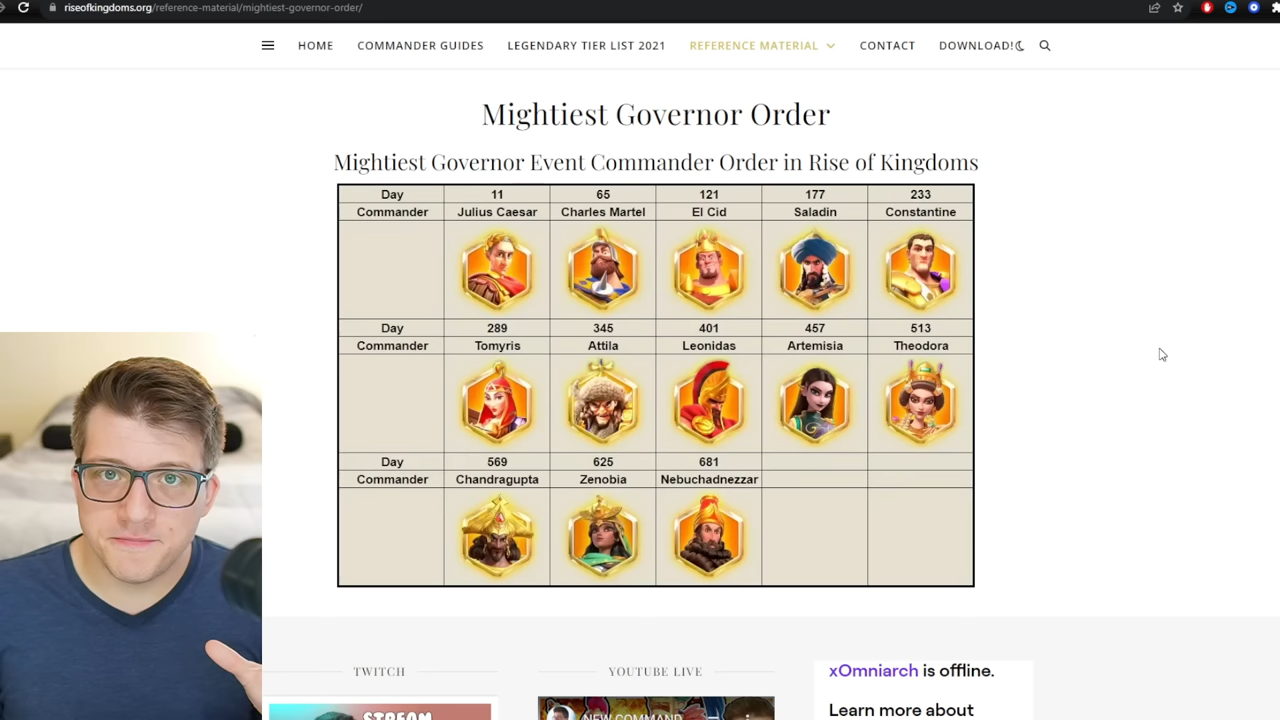 riseofkingdoms.org/reference-material/mightiest-governor-order/
HOME COMMANDER GUIDES LEGENDARY TIER LIST 2021 REFERENCE MATERIAL CONTACT DOWNLOAD!
Mightiest Governor Order
Mightiest Governor Event Commander Order in Rise of Kingdoms
Day 11 65 121 177 233
Commander Julius Caesar Charles Martel El Cid Saladin Constantine
Day 289 345 401 457 513
Commander Tomyris Attila Leonidas Artemisia Theodora
Day 569 625 681
Commander Chandragupta Zenobia Nebuchadnezzar
TWITCH YOUTUBE LIVE
xOmniarch is offline.
STREAM
NEW COMMAND
Learn more about